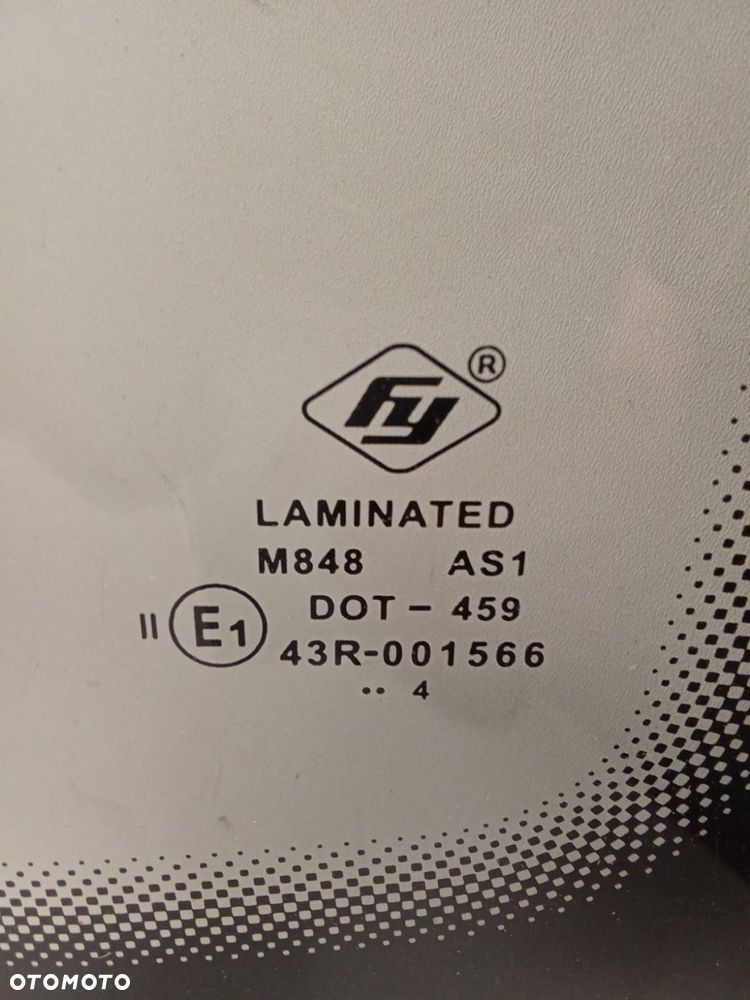 fy ®
LAMINATED
M848 AS1
DOT – 459
II E1 43R-001566
•• 4
OTOMOTO